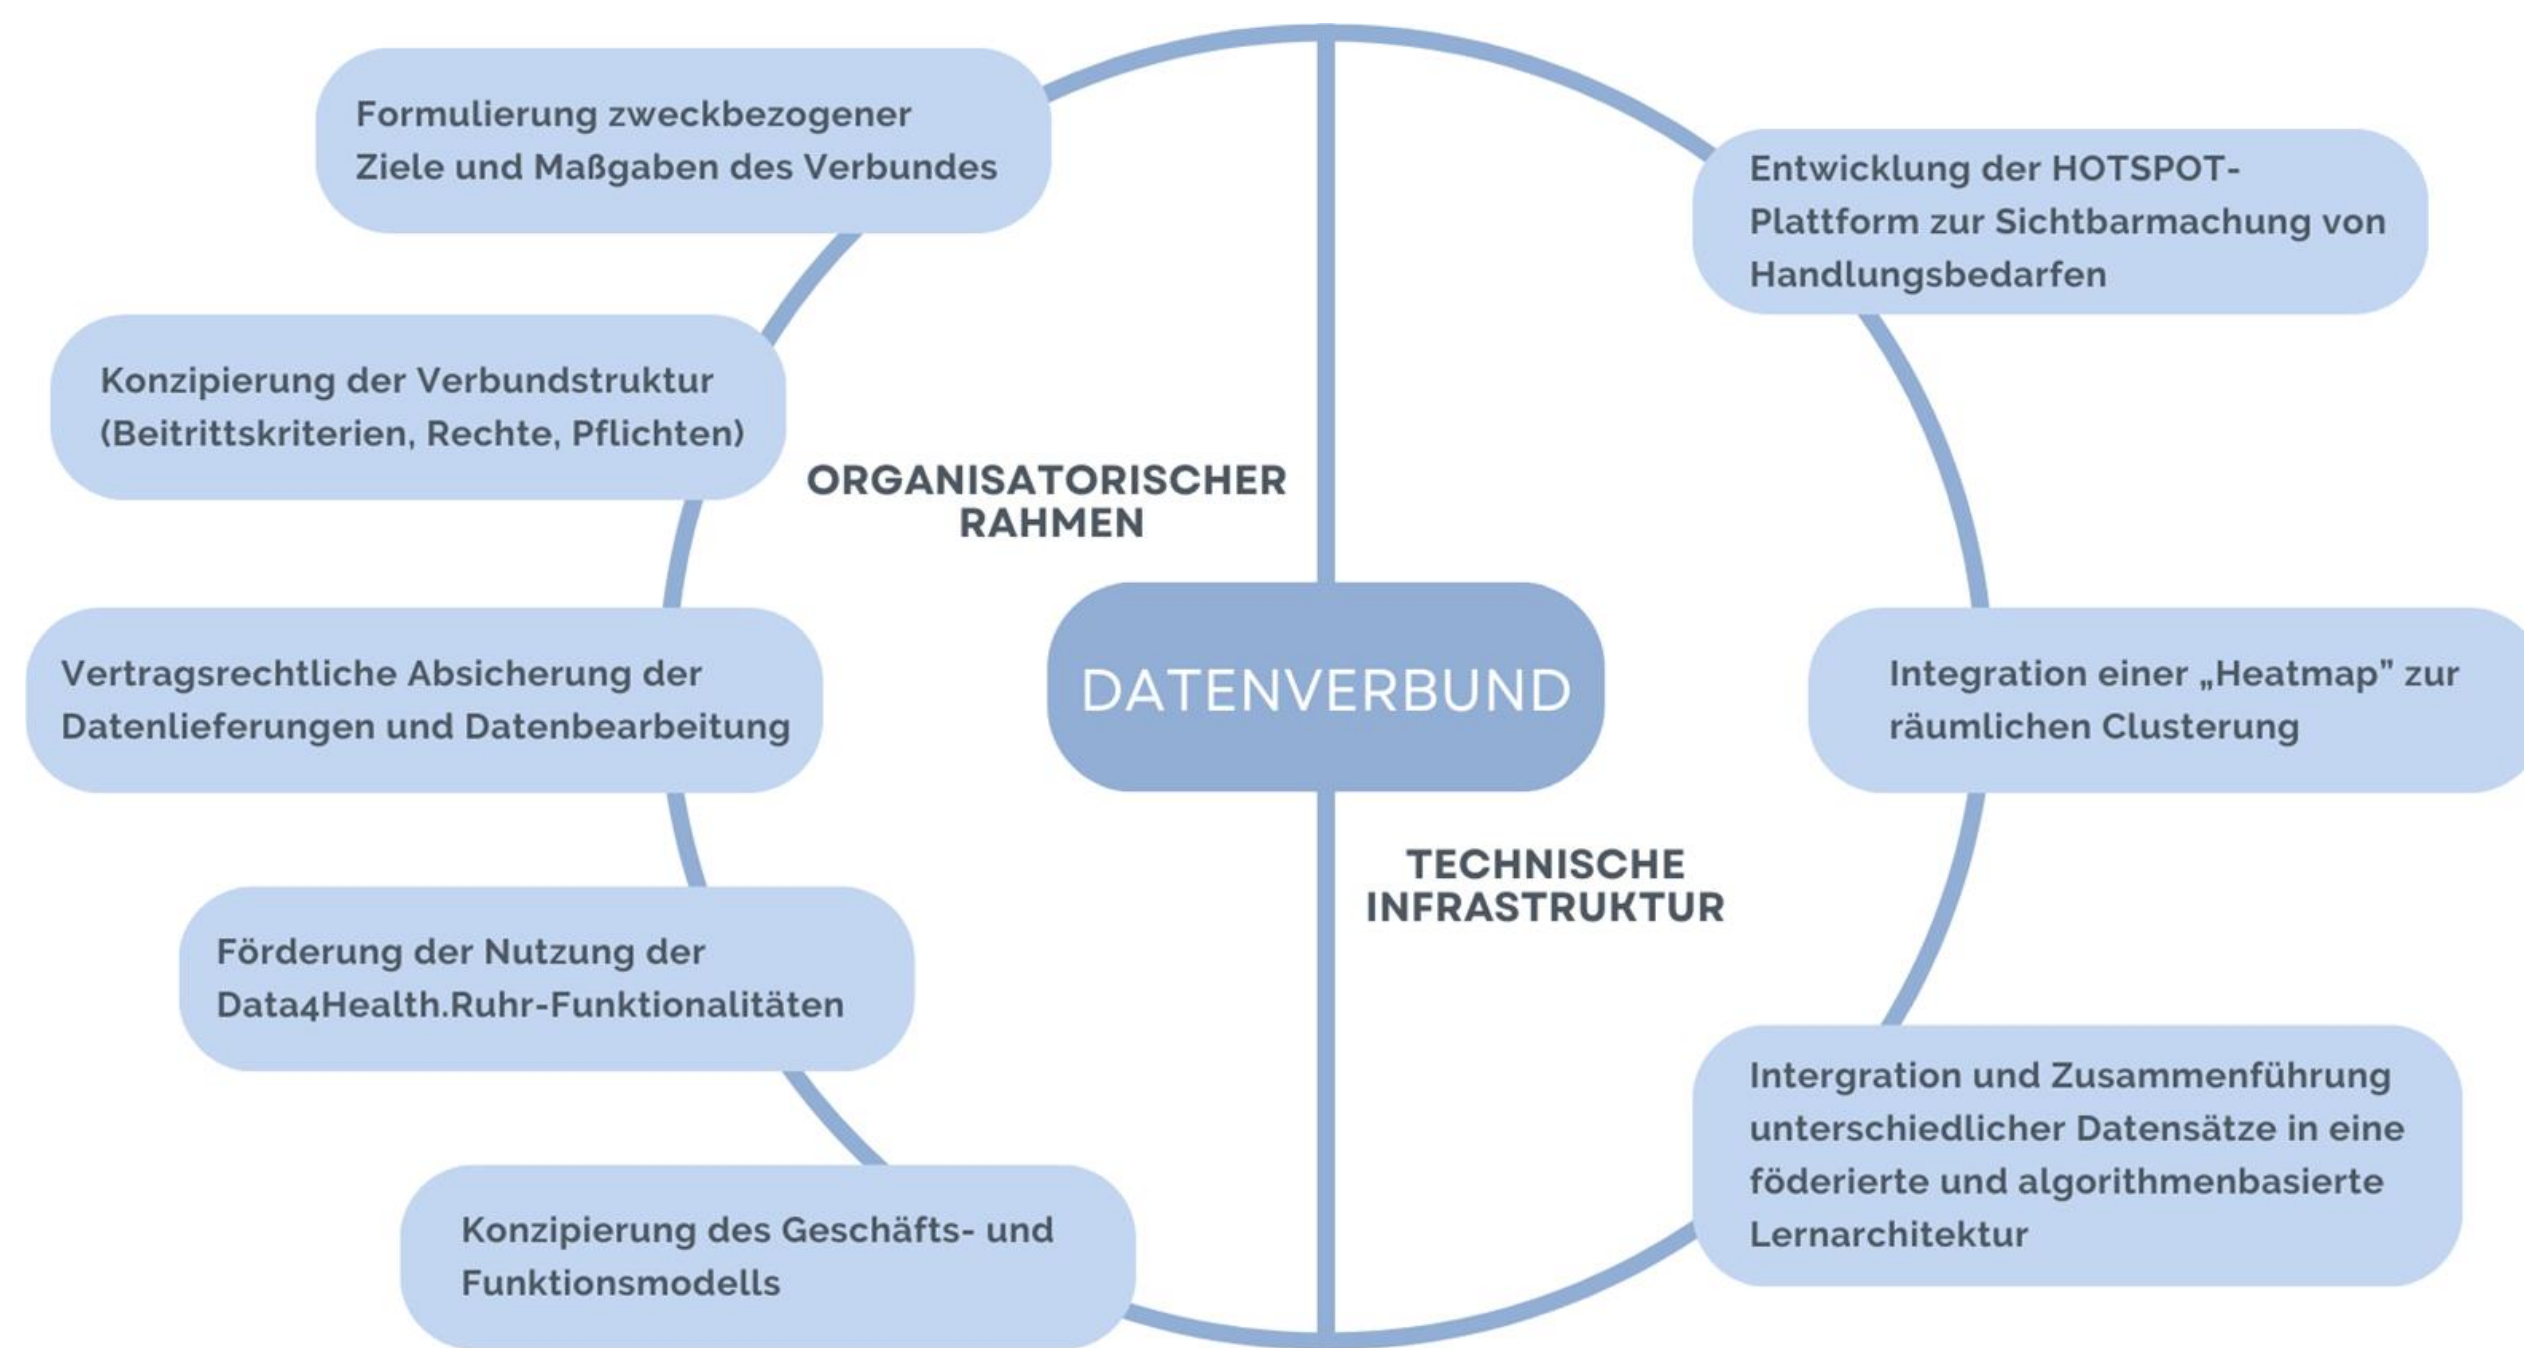 Formulierung zweckbezogener
Ziele und Maßgaben des Verbundes
Konzipierung der Verbundstruktur
(Beitrittskriterien, Rechte, Pflichten)
Vertragsrechtliche Absicherung der
Datenlieferungen und Datenbearbeitung
Förderung der Nutzung der
Data4Health.Ruhr-Funktionalitäten
Konzipierung des Geschäfts- und
Funktionsmodells
ORGANISATORISCHER
RAHMEN
DATENVERBUND
TECHNISCHE
INFRASTRUKTUR
Entwicklung der HOTSPOT-
Plattform zur Sichtbarmachung von
Handlungsbedarfen
Integration einer „Heatmap” zur
räumlichen Clusterung
Intergration und Zusammenführung
unterschiedlicher Datensätze in eine
föderierte und algorithmenbasierte
Lernarchitektur